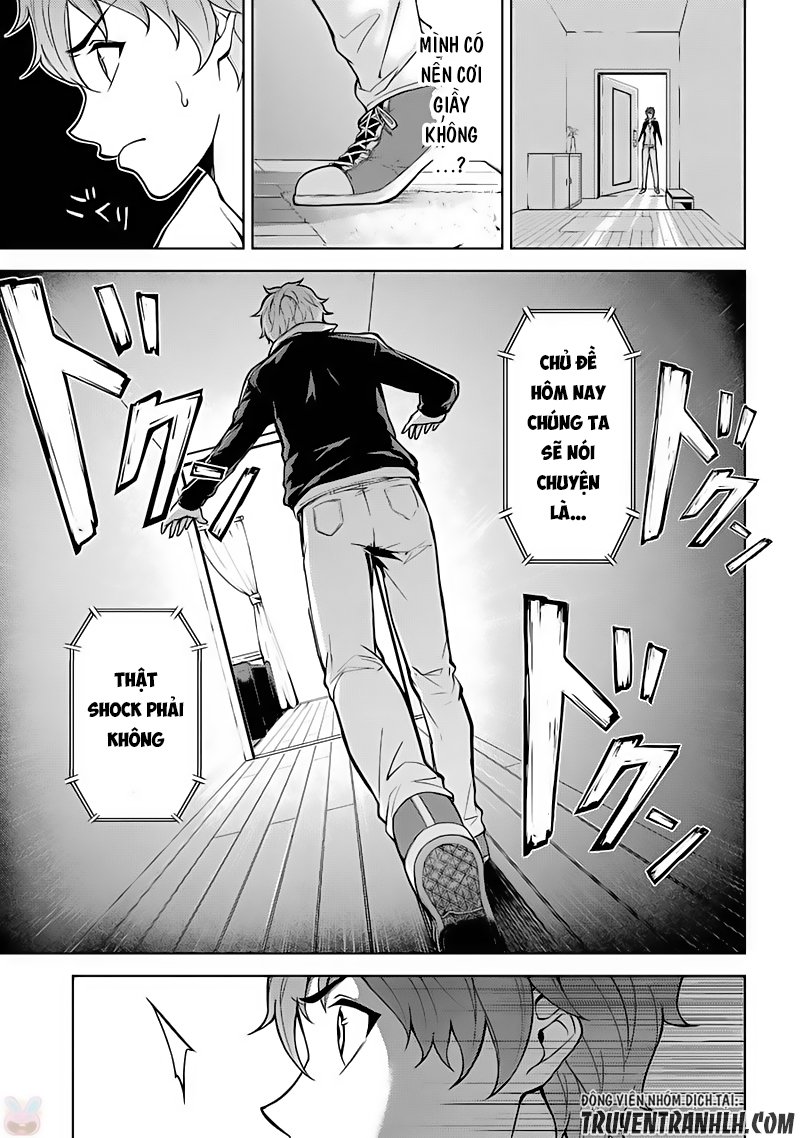 MÌNH CÓ
NÊN CƠI
GIẦY
KHÔNG
...?
ごくり
ドクン
CHỦ ĐỀ
HÔM NAY
CHÚNG TA
SẼ NÓI
CHUYỆN
LÀ...
ドクン
ドクン
THẬT
SHOCK PHẢI
KHÔNG
ĐỘNG VIÊN NHÓM DỊCH TẠI:
TRUYENTRANHLH.COM